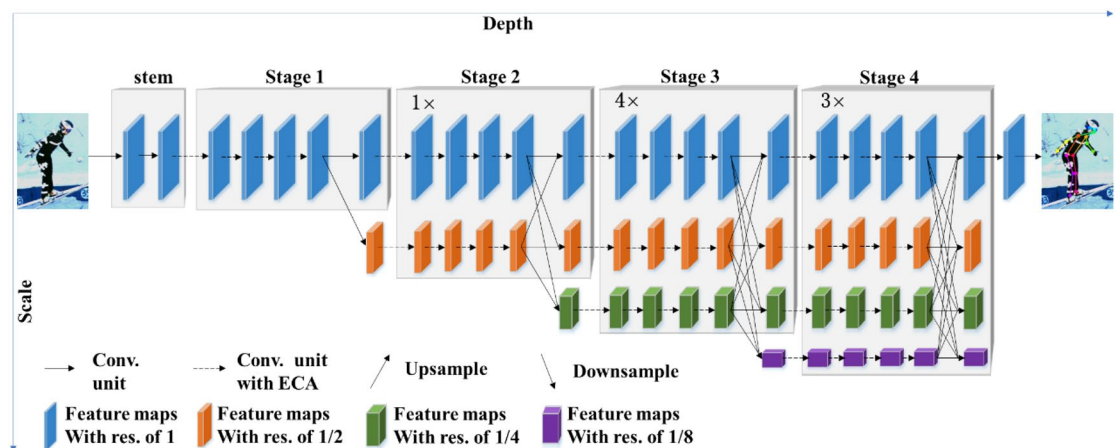 Depth
stem
Stage 1
Stage 2
Stage 3
Stage 4
1×
4×
3×
Scale
Conv.
unit
Conv. unit
with ECA
Upsample
Downsample
Feature maps
With res. of 1
Feature maps
With res. of 1/2
Feature maps
With res. of 1/4
Feature maps
With res. of 1/8